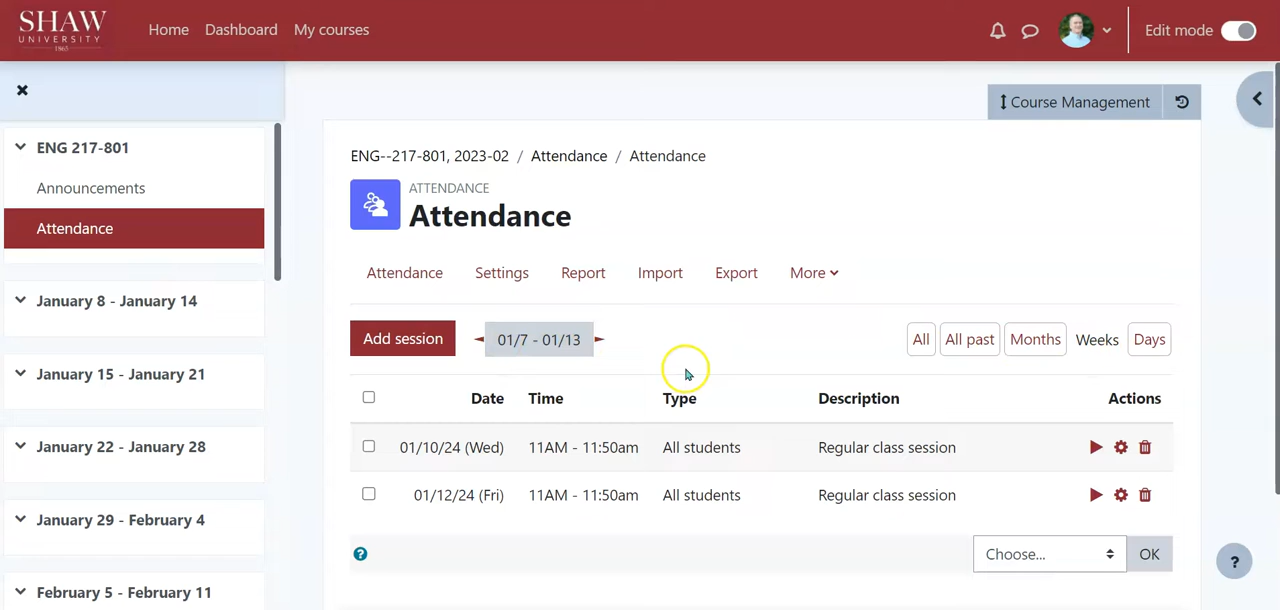 SHAW
UNIVERSITY
1865
Home Dashboard My courses
Edit mode
ENG 217-801
Announcements
Attendance
January 8 - January 14
January 15 - January 21
January 22 - January 28
January 29 - February 4
February 5 - February 11
Course Management
ENG--217-801, 2023-02 / Attendance / Attendance
ATTENDANCE
Attendance
Attendance Settings Report Import Export More
Add session 01/7 - 01/13 All All past Months Weeks Days
Date Time Type Description Actions
01/10/24 (Wed) 11AM - 11:50am All students Regular class session
01/12/24 (Fri) 11AM - 11:50am All students Regular class session
? Choose... OK
?